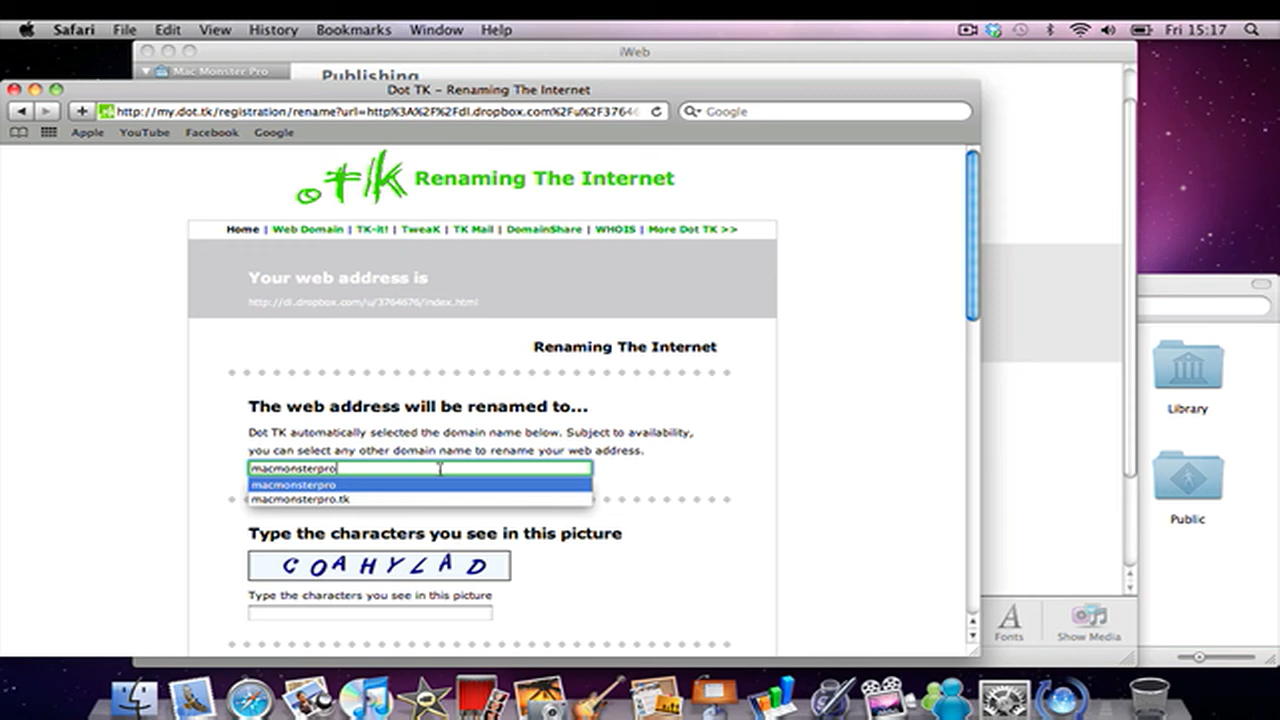 Safari File Edit View History Bookmarks Window Help Fri 15:17
iWeb
Mac Monster Pro
Publishing
Dot TK – Renaming The Internet
http://my.dot.tk/registration/rename?url=http%3A%2F%2Fdl.dropbox.com%2Fu%2F37646
Google
Apple YouTube Facebook Google
.TK Renaming The Internet
Home | Web Domain | TK-it! | TweaK | TK Mail | DomainShare | WHOIS | More Dot TK >>
Your web address is
http://dl.dropbox.com/u/3764676/index.html
Renaming The Internet
The web address will be renamed to...
Dot TK automatically selected the domain name below. Subject to availability,
you can select any other domain name to rename your web address.
macmonsterpro
macmonsterpro
macmonsterpro.tk
Type the characters you see in this picture
COAHYLAD
Type the characters you see in this picture
Library
Public
Fonts Show Media